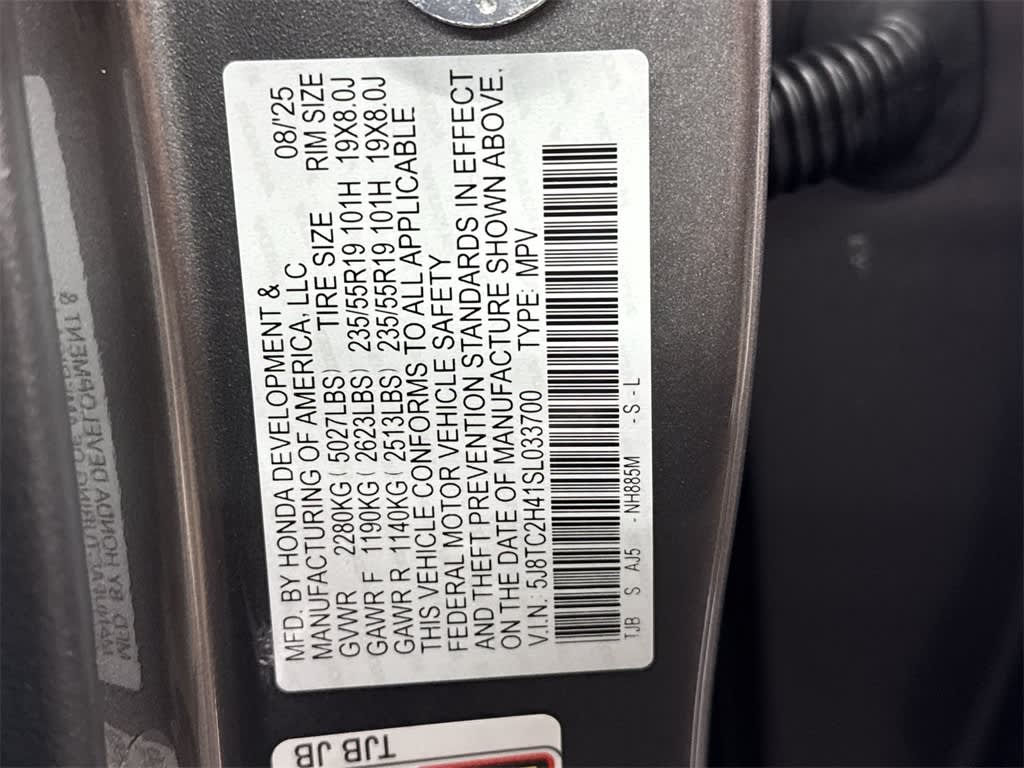 MFD. BY HONDA DEVELOPMENT &
MANUFACTURING OF AMERICA, LLC 08/'25
TIRE SIZE RIM SIZE
GVWR 2280KG ( 5027LBS)
GAWR F 1190KG ( 2623LBS) 235/55R19 101H 19X8.0J
GAWR R 1140KG ( 2513LBS) 235/55R19 101H 19X8.0J
THIS VEHICLE CONFORMS TO ALL APPLICABLE
FEDERAL MOTOR VEHICLE SAFETY
AND THEFT PREVENTION STANDARDS IN EFFECT
ON THE DATE OF MANUFACTURE SHOWN ABOVE.
V.I.N.: 5J8TC2H41SL033700 TYPE: MPV
TJB S AJ5 - NH885M - S - L
TJB JB